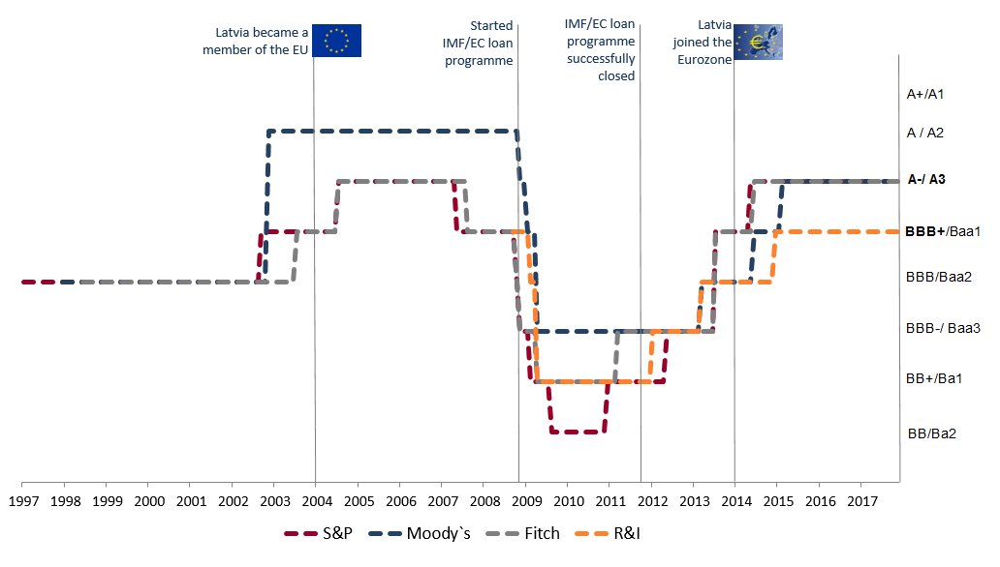 Latvia became a
member of the EU
Started
IMF/EC loan
programme
IMF/EC loan
programme
successfully
closed
Latvia
joined the
Eurozone
A+/A1
A / A2
A-/ A3
BBB+/Baa1
BBB/Baa2
BBB-/ Baa3
BB+/Ba1
BB/Ba2
1997 1998 1999 2000 2001 2002 2003 2004 2005 2006 2007 2008 2009 2010 2011 2012 2013 2014 2015 2016 2017
S&P Moody`s Fitch R&I